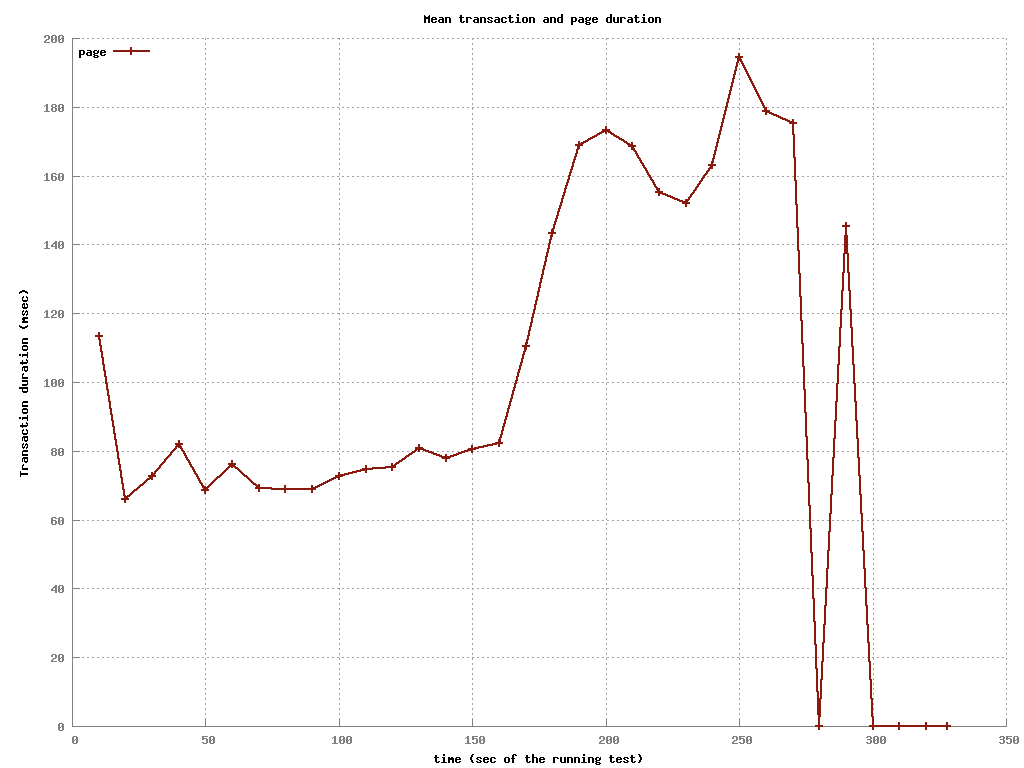 Mean transaction and page duration
page
Transaction duration (msec)
200
180
160
140
120
100
80
60
40
20
0
0 50 100 150 200 250 300 350
time (sec of the running test)